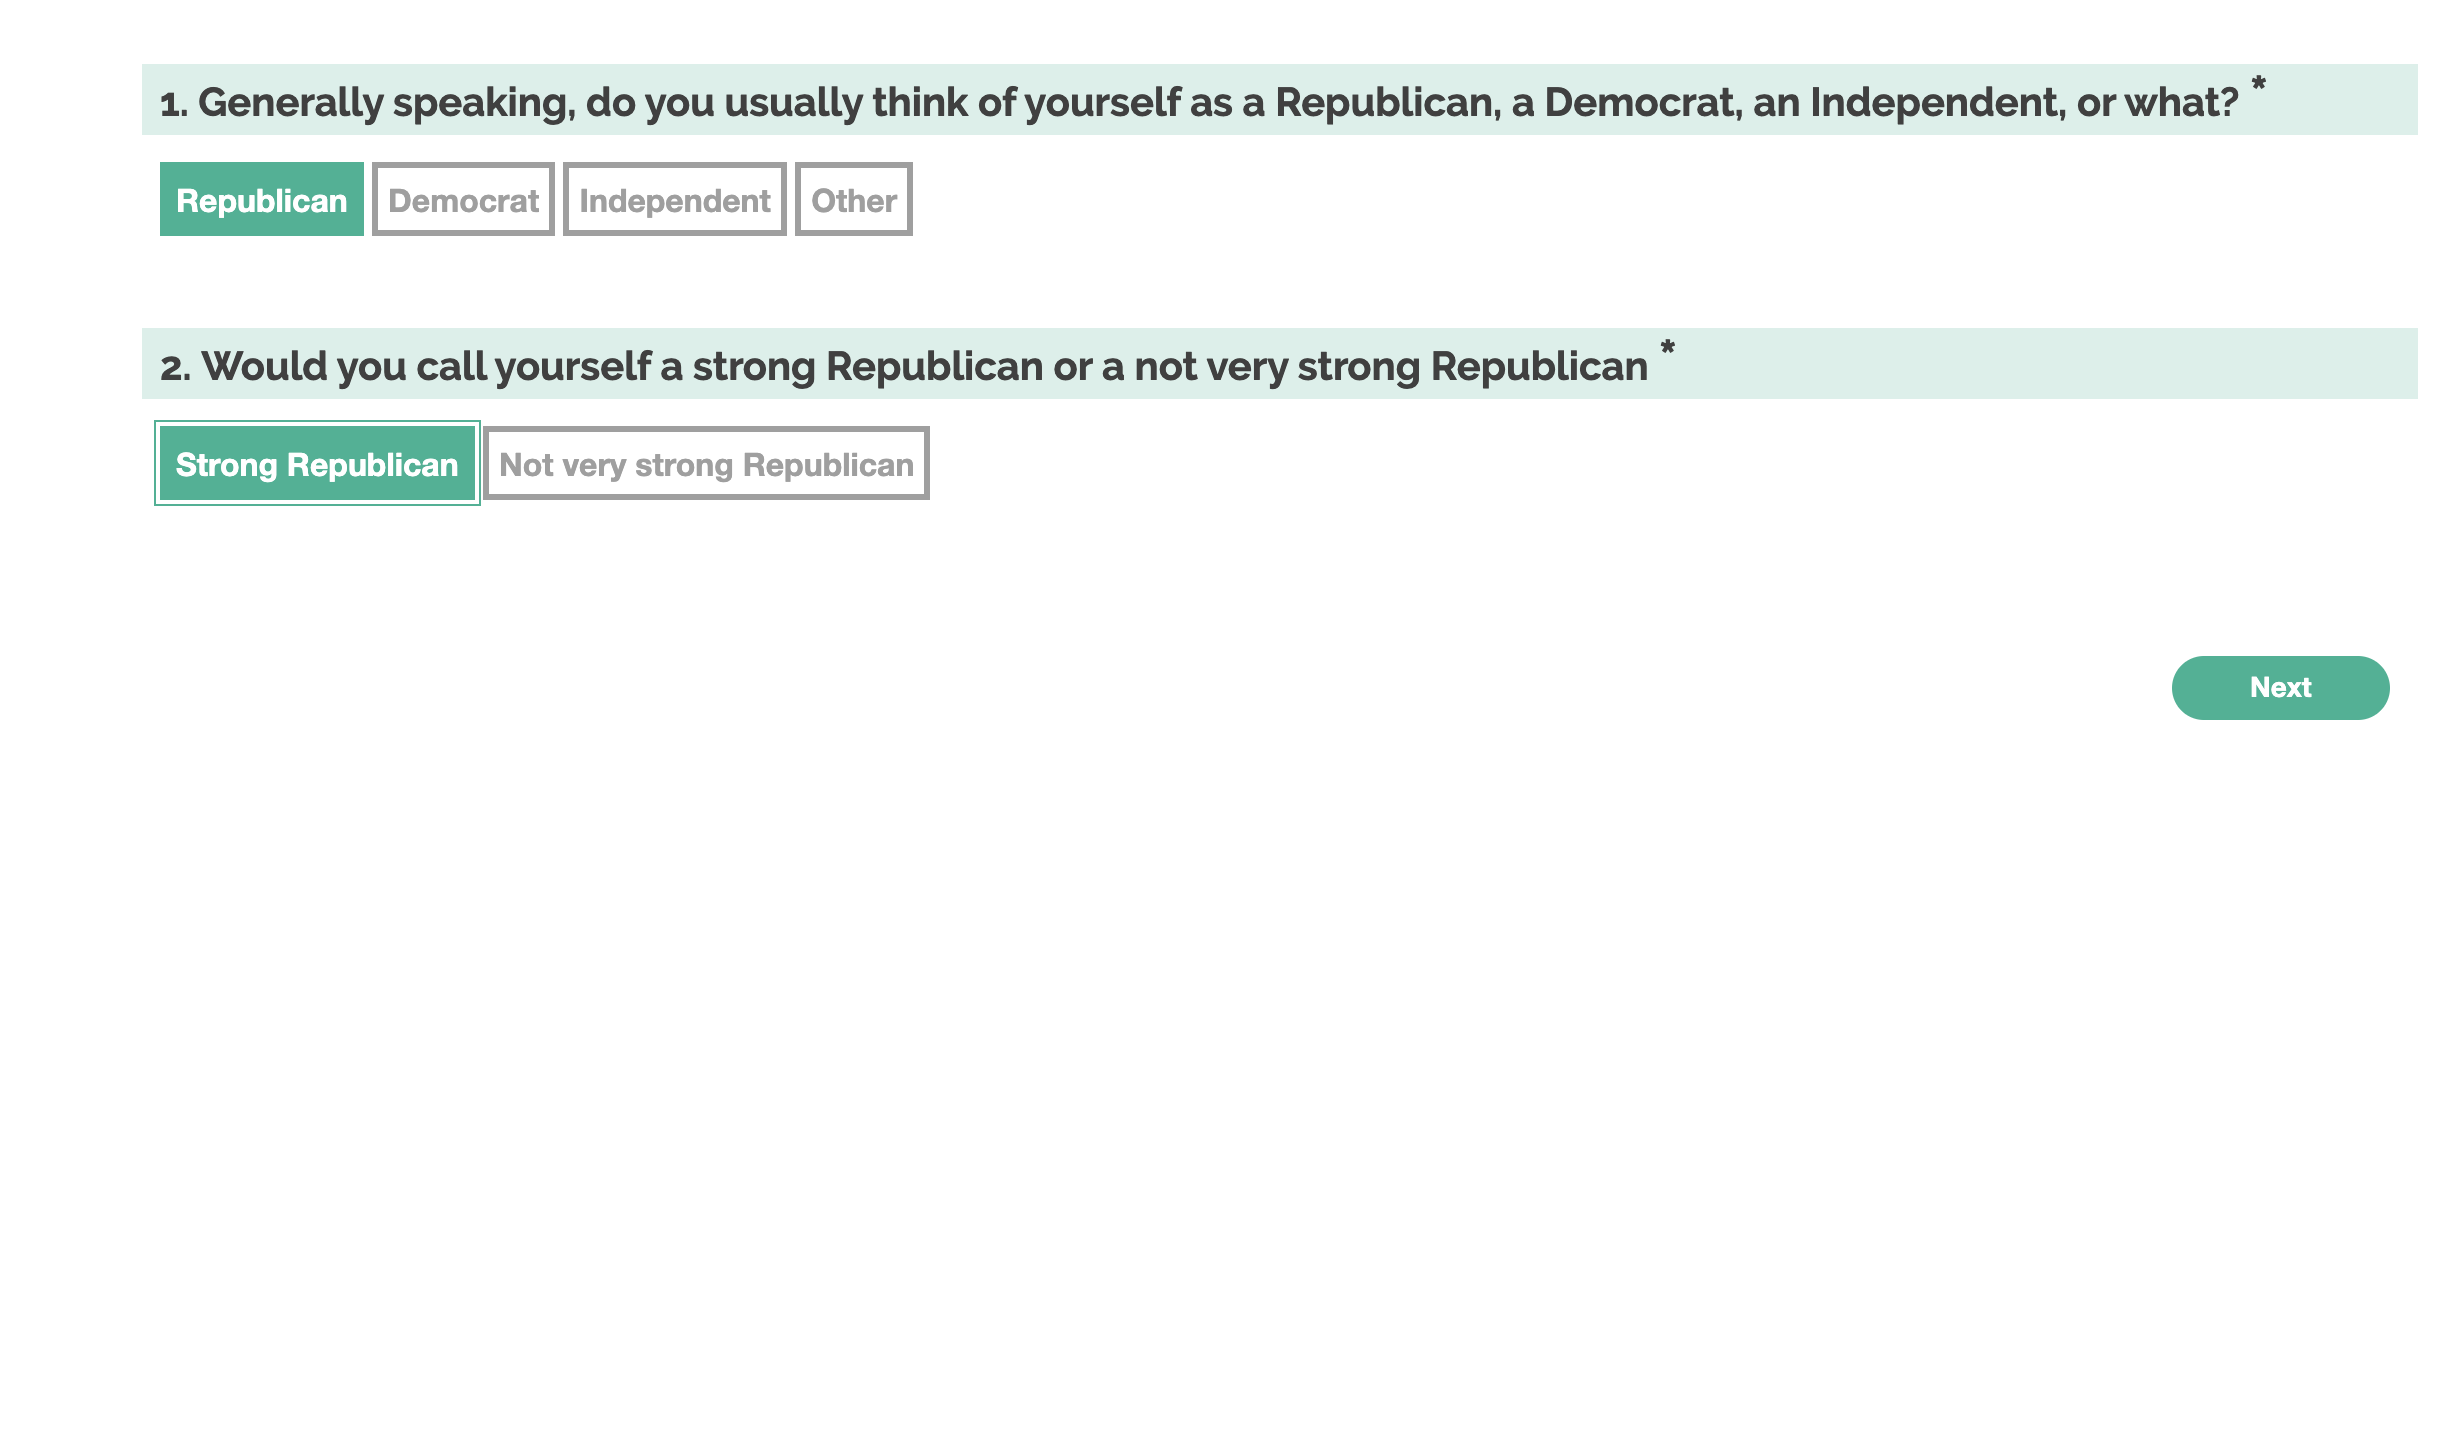 1. Generally speaking, do you usually think of yourself as a Republican, a Democrat, an Independent, or what? *
Republican Democrat Independent Other
2. Would you call yourself a strong Republican or a not very strong Republican *
Strong Republican Not very strong Republican
Next